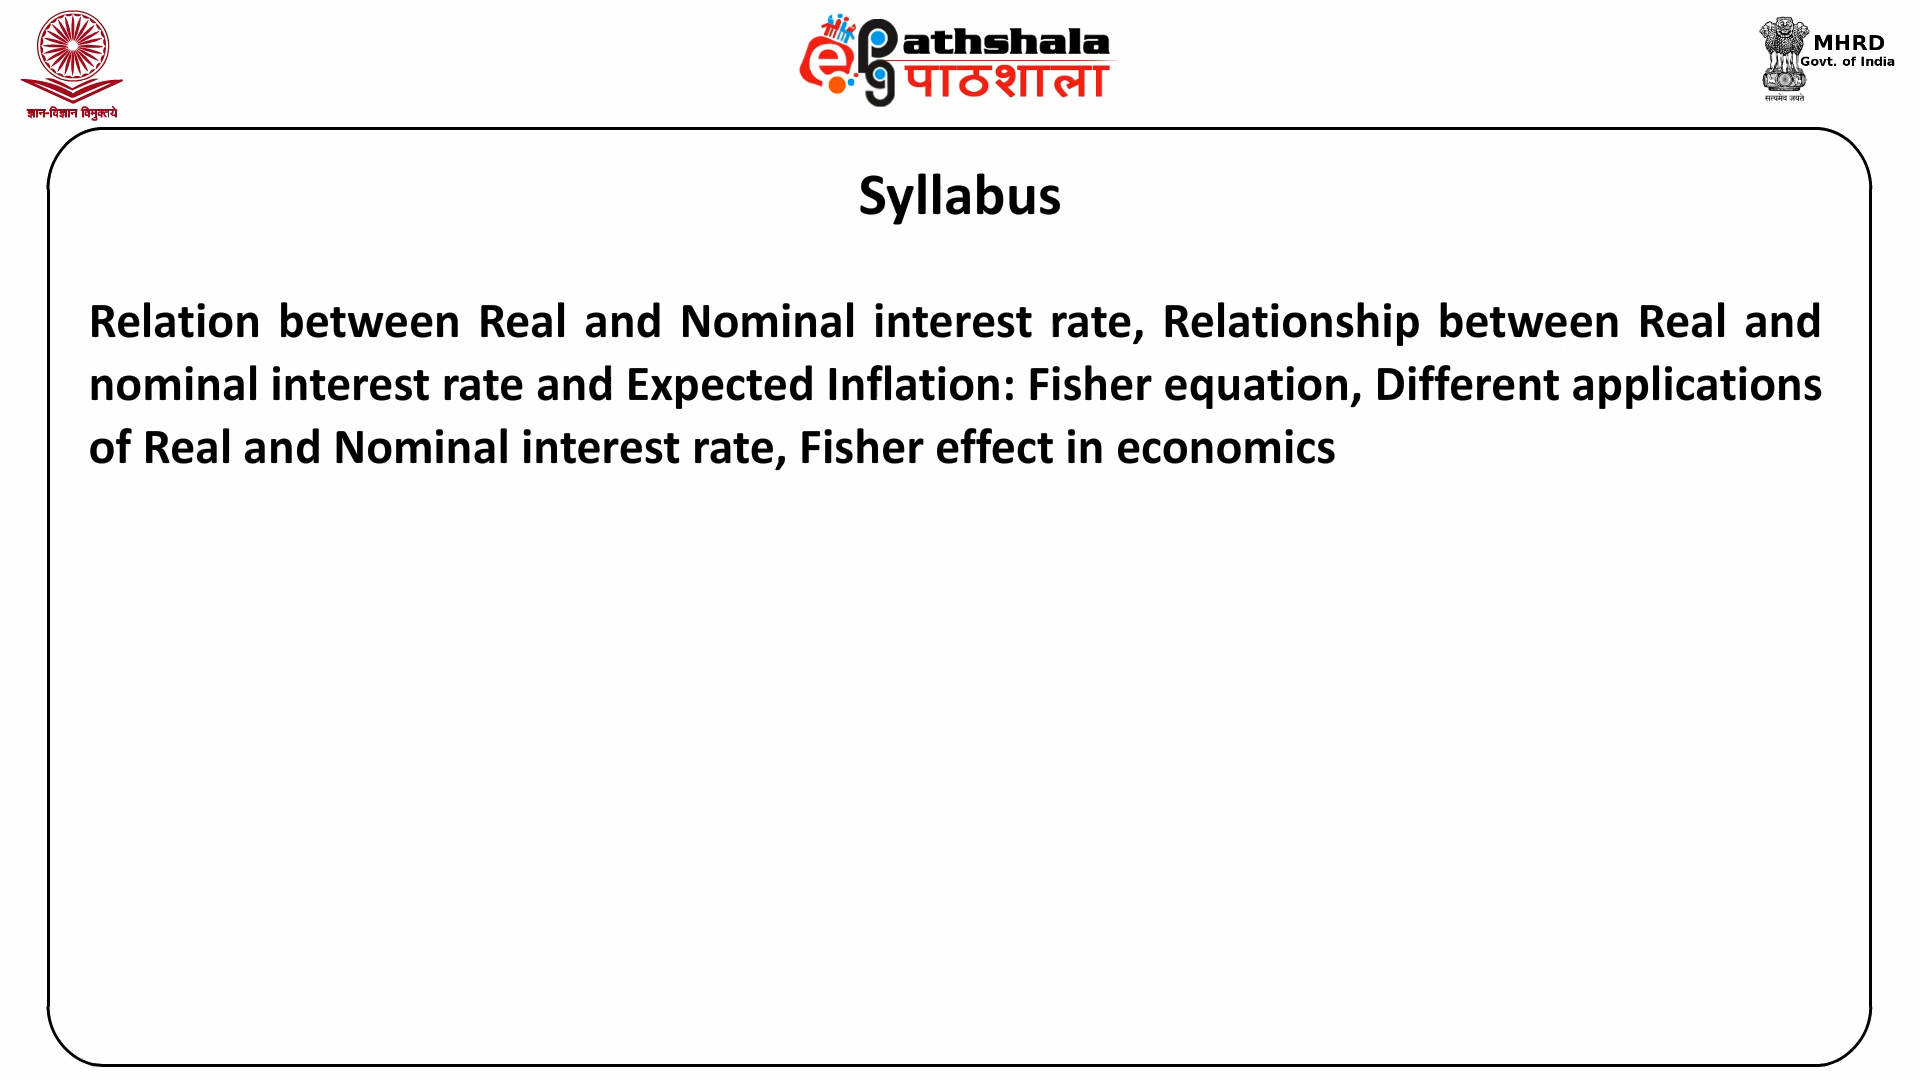 ज्ञान-विज्ञान विमुक्तये
e pg athshala
पाठशाला
MHRD
Govt. of India
सत्यमेव जयते
Syllabus
Relation between Real and Nominal interest rate, Relationship between Real and
nominal interest rate and Expected Inflation: Fisher equation, Different applications
of Real and Nominal interest rate, Fisher effect in economics